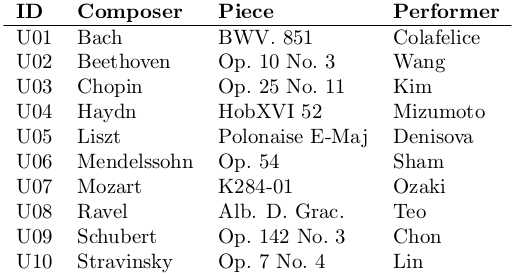 ID Composer Piece Performer
U01 Bach BWV. 851 Colafelice
U02 Beethoven Op. 10 No. 3 Wang
U03 Chopin Op. 25 No. 11 Kim
U04 Haydn HobXVI 52 Mizumoto
U05 Liszt Polonaise E-Maj Denisova
U06 Mendelssohn Op. 54 Sham
U07 Mozart K284-01 Ozaki
U08 Ravel Alb. D. Grac. Teo
U09 Schubert Op. 142 No. 3 Chon
U10 Stravinsky Op. 7 No. 4 Lin